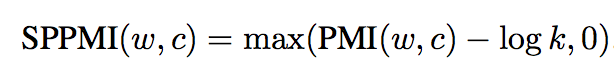 SPPMI(w, c) = max(PMI(w, c) − log k, 0)